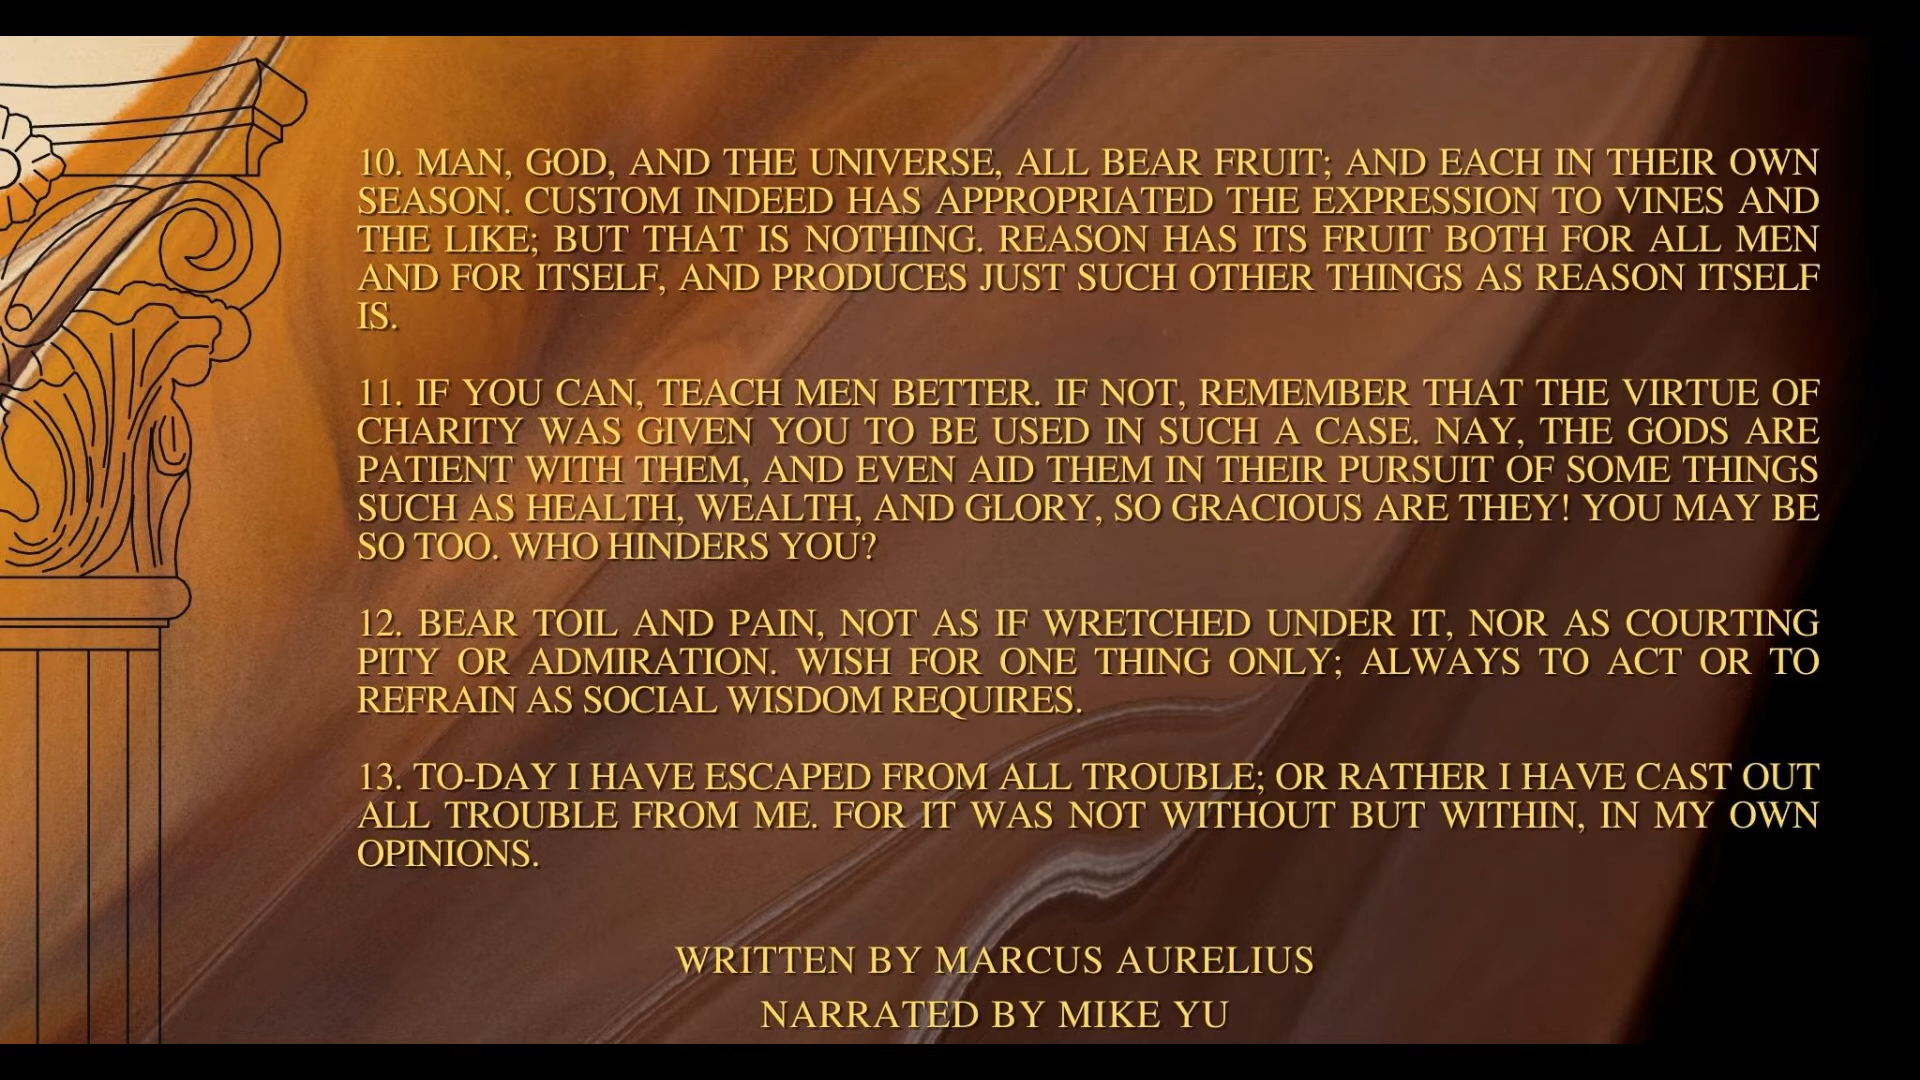 10. MAN, GOD, AND THE UNIVERSE, ALL BEAR FRUIT; AND EACH IN THEIR OWN
SEASON. CUSTOM INDEED HAS APPROPRIATED THE EXPRESSION TO VINES AND
THE LIKE; BUT THAT IS NOTHING. REASON HAS ITS FRUIT BOTH FOR ALL MEN
AND FOR ITSELF, AND PRODUCES JUST SUCH OTHER THINGS AS REASON ITSELF
IS.
11. IF YOU CAN, TEACH MEN BETTER. IF NOT, REMEMBER THAT THE VIRTUE OF
CHARITY WAS GIVEN YOU TO BE USED IN SUCH A CASE. NAY, THE GODS ARE
PATIENT WITH THEM, AND EVEN AID THEM IN THEIR PURSUIT OF SOME THINGS
SUCH AS HEALTH, WEALTH, AND GLORY, SO GRACIOUS ARE THEY! YOU MAY BE
SO TOO. WHO HINDERS YOU?
12. BEAR TOIL AND PAIN, NOT AS IF WRETCHED UNDER IT, NOR AS COURTING
PITY OR ADMIRATION. WISH FOR ONE THING ONLY; ALWAYS TO ACT OR TO
REFRAIN AS SOCIAL WISDOM REQUIRES.
13. TO-DAY I HAVE ESCAPED FROM ALL TROUBLE; OR RATHER I HAVE CAST OUT
ALL TROUBLE FROM ME. FOR IT WAS NOT WITHOUT BUT WITHIN, IN MY OWN
OPINIONS.
WRITTEN BY MARCUS AURELIUS
NARRATED BY MIKE YU